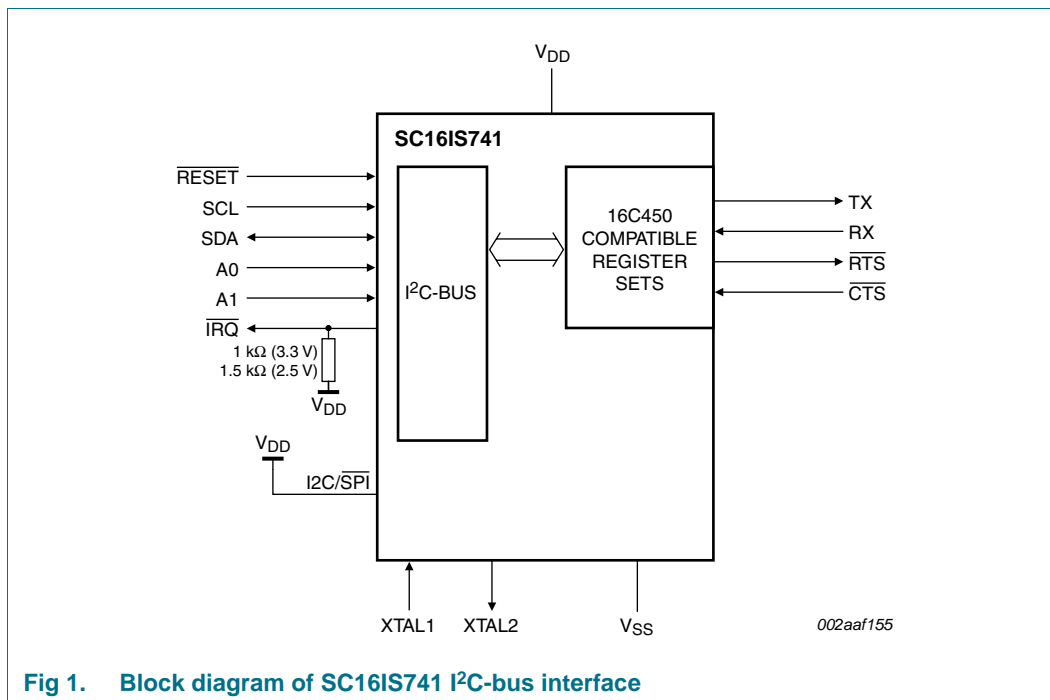 VDD
SC16IS741
RESET
SCL
SDA
A0
A1
IRQ
1 kΩ (3.3 V)
1.5 kΩ (2.5 V)
VDD
VDD
I2C/SPI
I²C-BUS
16C450
COMPATIBLE
REGISTER
SETS
TX
RX
RTS
CTS
XTAL1
XTAL2
VSS
002aaf155
Fig 1. Block diagram of SC16IS741 I²C-bus interface